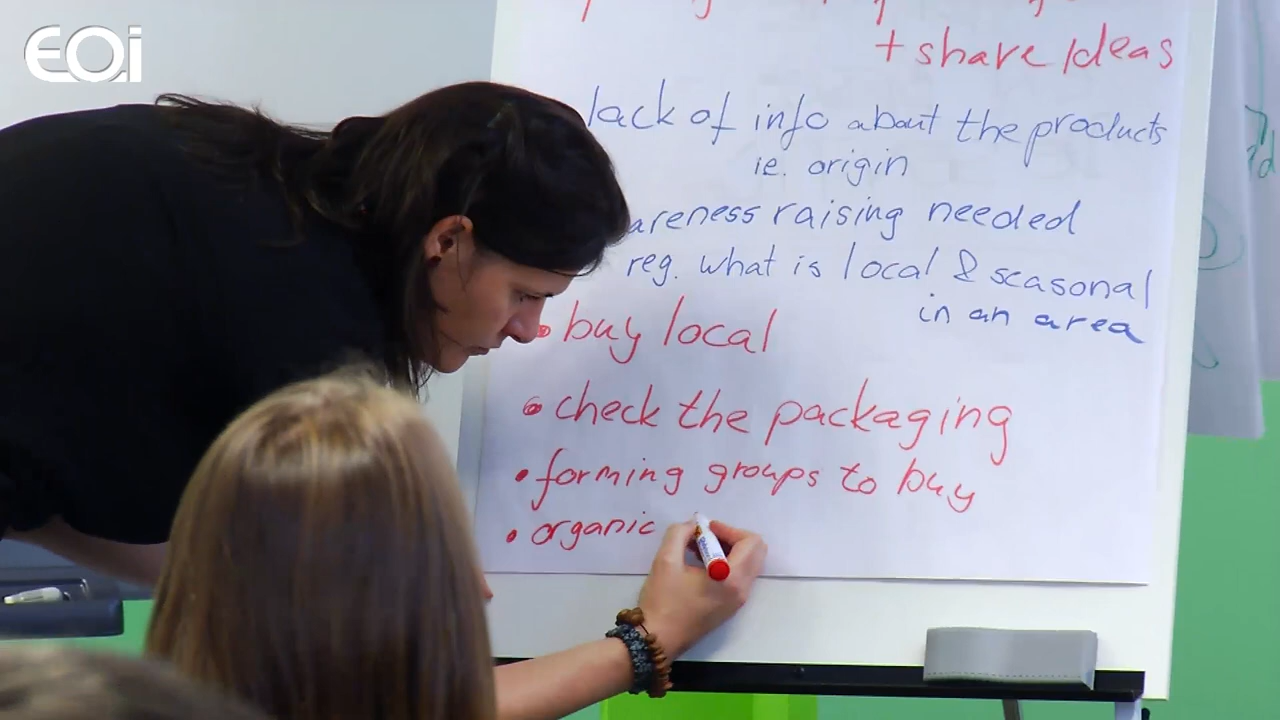 EOi
+ share Ideas
lack of info about the products
ie. origin
areness raising needed
reg. what is local & seasonal
in an area
• buy local
• check the packaging
• forming groups to buy
• organic